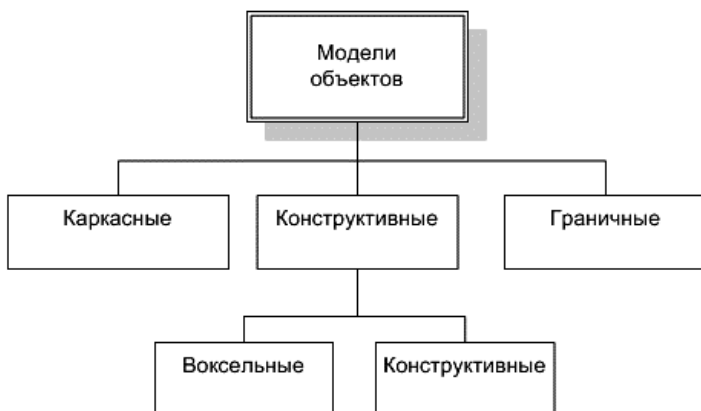 Модели
объектов
Каркасные
Конструктивные
Граничные
Воксельные
Конструктивные